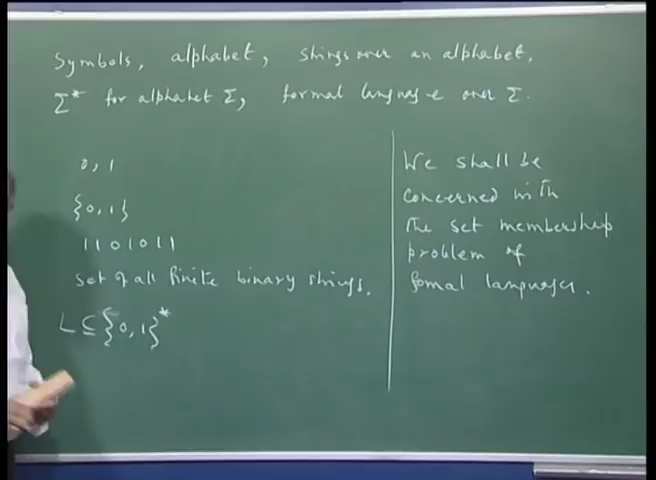 Symbols, alphabet, strings over an alphabet,
Σ* for alphabet Σ, formal language over Σ.
0, 1
{0, 1}
1101011
set of all finite binary strings.
L ⊆ {0, 1}*
We shall be
concerned with
the set membership
problem of
formal languages.